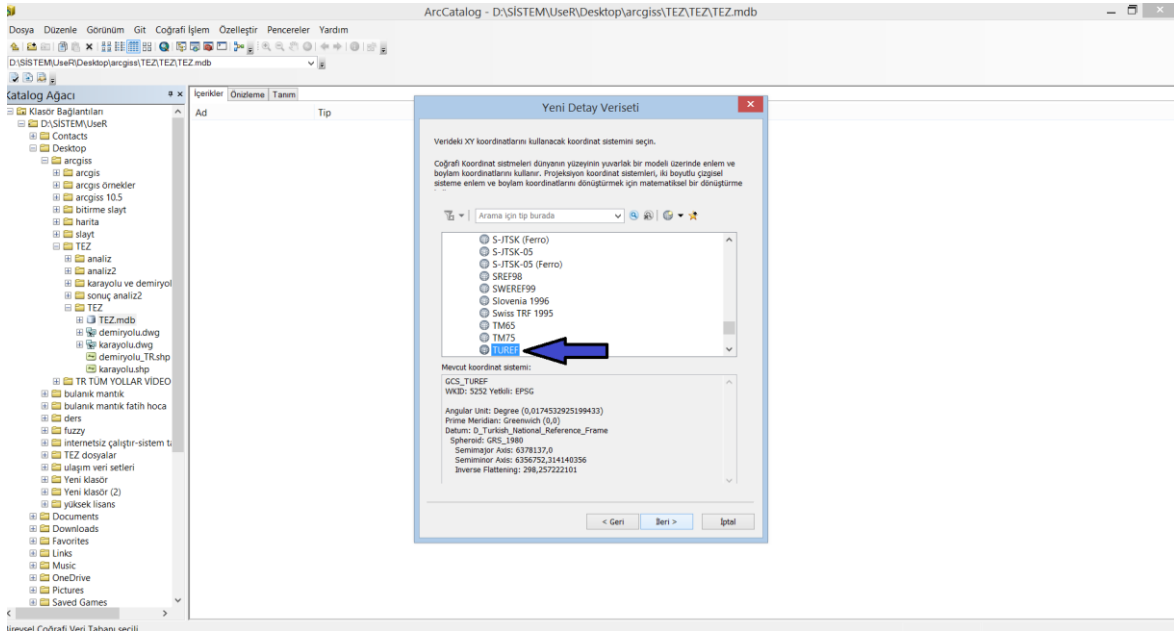 ArcCatalog - D:\SİSTEM\UseR\Desktop\arcgiss\TEZ\TEZ\TEZ.mdb
Dosya Düzenle Görünüm Git Coğrafi İşlem Özelleştir Pencereler Yardım
D:\SİSTEM\UseR\Desktop\arcgiss\TEZ\TEZ\TEZ.mdb
Katalog Ağacı
Klasör Bağlantıları
D:\SİSTEM\UseR
Contacts
Desktop
arcgiss
arcgis
arcgıs örnekler
arcgiss 10.5
bitirme slayt
harita
slayt
TEZ
analiz
analiz2
karayolu ve demiryol
sonuç analiz2
TEZ
TEZ.mdb
demiryolu.dwg
karayolu.dwg
demiryolu_TR.shp
karayolu.shp
TR TÜM YOLLAR VİDEO
bulanık mantık
bulanık mantık fatih hoca
ders
fuzzy
internetsiz çalıştır-sistem ta
TEZ dosyalar
ulaşım veri setleri
Yeni klasör
Yeni klasör (2)
yüksek lisans
Documents
Downloads
Favorites
Links
Music
OneDrive
Pictures
Saved Games
Bireysel Coğrafi Veri Tabanı seçili
İçerikler Önizleme Tanım
Ad Tip
Yeni Detay Veriseti
Verideki XY koordinatlarını kullanacak koordinat sistemini seçin.
Coğrafi Koordinat sistmeleri dünyanın yüzeyinin yuvarlak bir modeli üzerinde enlem ve
boylam koordinatlarını kullanır. Projeksiyon koordinat sistemleri, iki boyutlu çizgisel
sisteme enlem ve boylam koordinatlarını dönüştürmek için matematiksel bir dönüştürme
Arama için tip burada
S-JTSK (Ferro)
S-JTSK-05
S-JTSK-05 (Ferro)
SREF98
SWEREF99
Slovenia 1996
Swiss TRF 1995
TM65
TM75
TUREF
Mevcut koordinat sistemi:
GCS_TUREF
WKID: 5252 Yetkili: EPSG
Angular Unit: Degree (0,0174532925199433)
Prime Meridian: Greenwich (0,0)
Datum: D_Turkish_National_Reference_Frame
Spheroid: GRS_1980
Semimajor Axis: 6378137,0
Semiminor Axis: 6356752,314140356
Inverse Flattening: 298,257222101
< Geri İleri > İptal